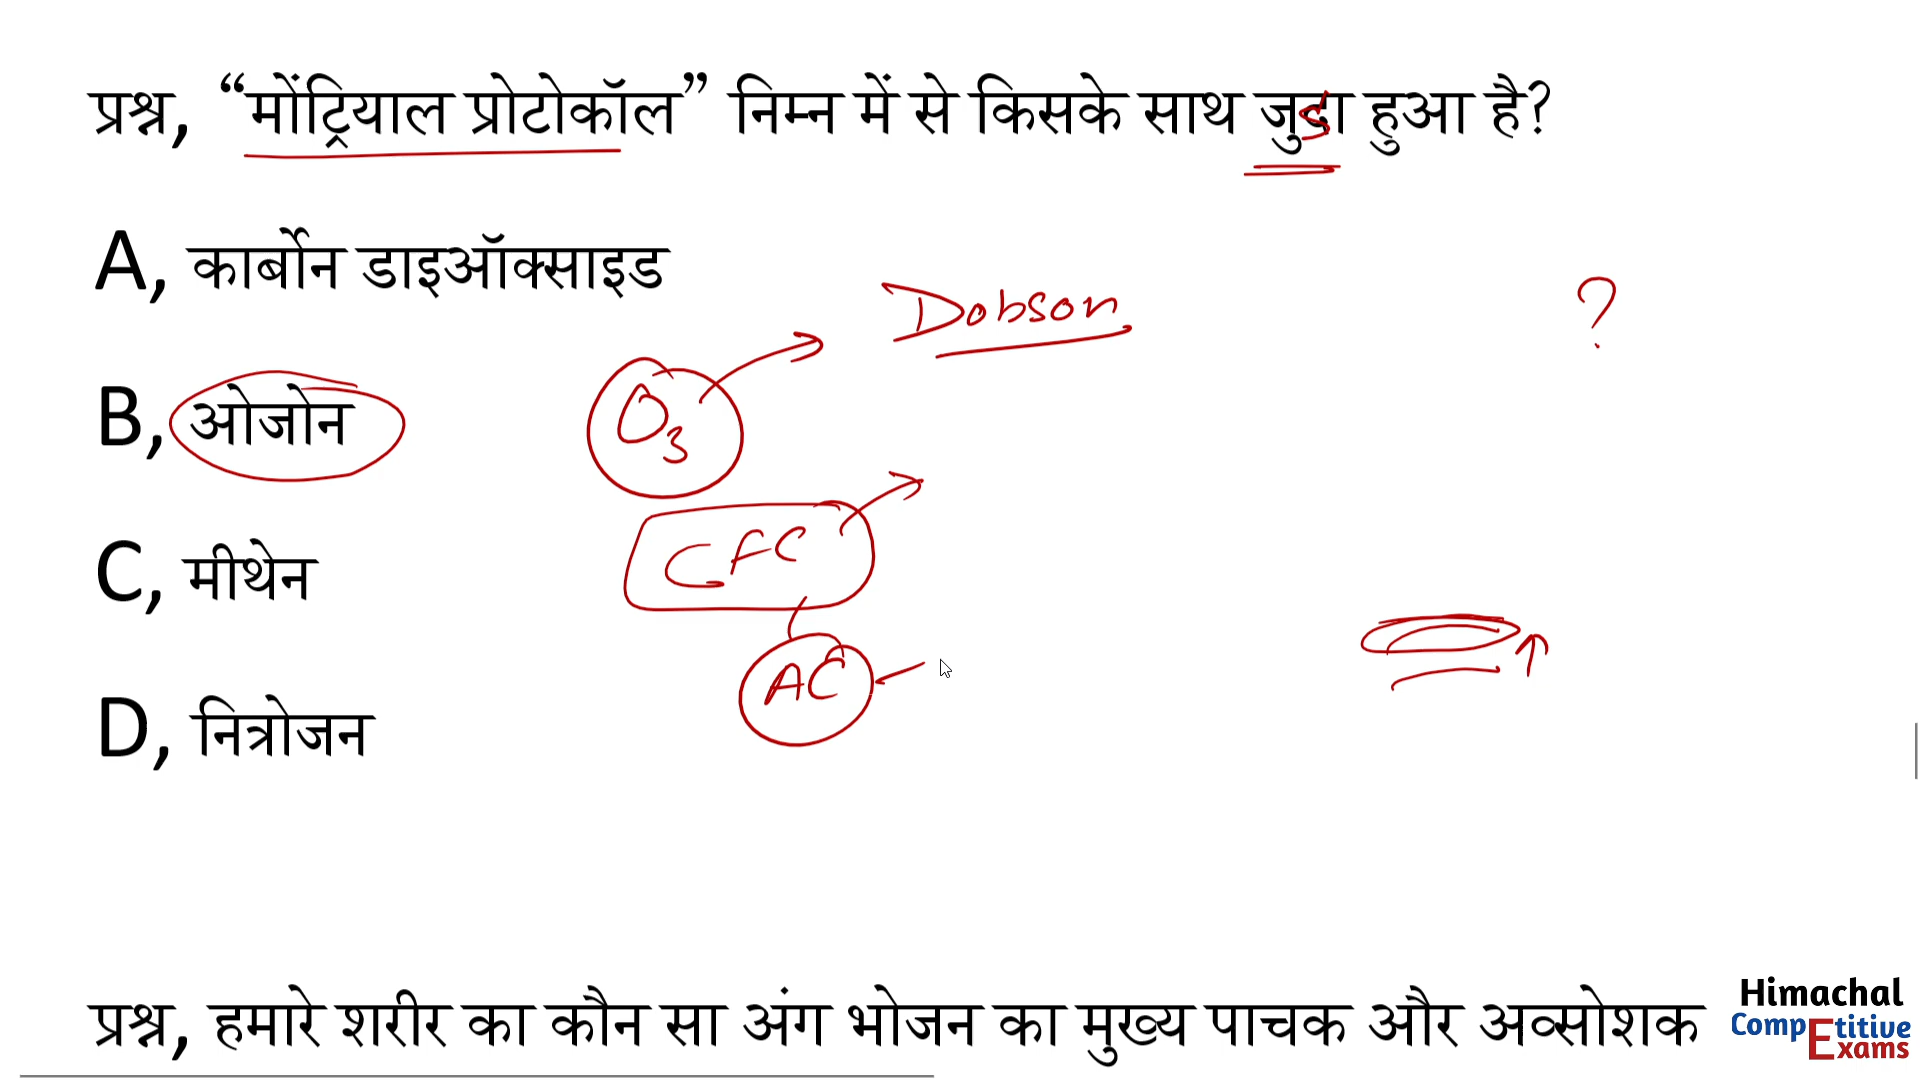 प्रश्न, “मोंट्रियाल प्रोटोकॉल” निम्न में से किसके साथ जुडा हुआ है?
A, कार्बोन डाइऑक्साइड
Dobson
?
B, ओजोन
O3
CFC
C, मीथेन
AC
D, नित्रोजन
प्रश्न, हमारे शरीर का कौन सा अंग भोजन का मुख्य पाचक और अव्सोशक
Himachal
CompEtitive
Exams